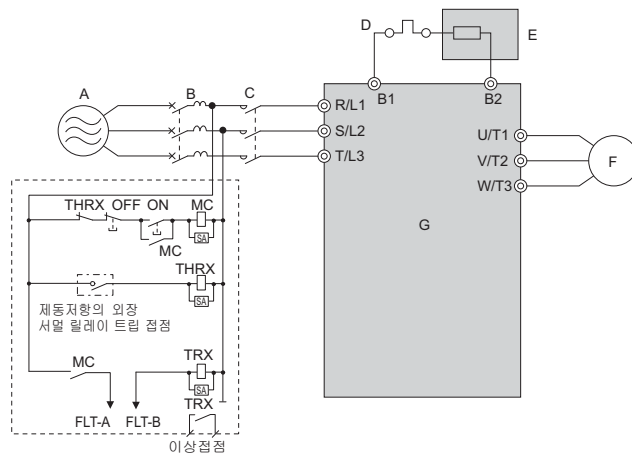 D
E
A
B
C
B1
B2
R/L1
S/L2
T/L3
U/T1
V/T2
W/T3
F
G
THRX OFF ON MC
SA
MC
THRX
SA
제동저항의 외장
서멀 릴레이 트립 접점
MC
TRX
SA
FLT-A
FLT-B
TRX
이상접점